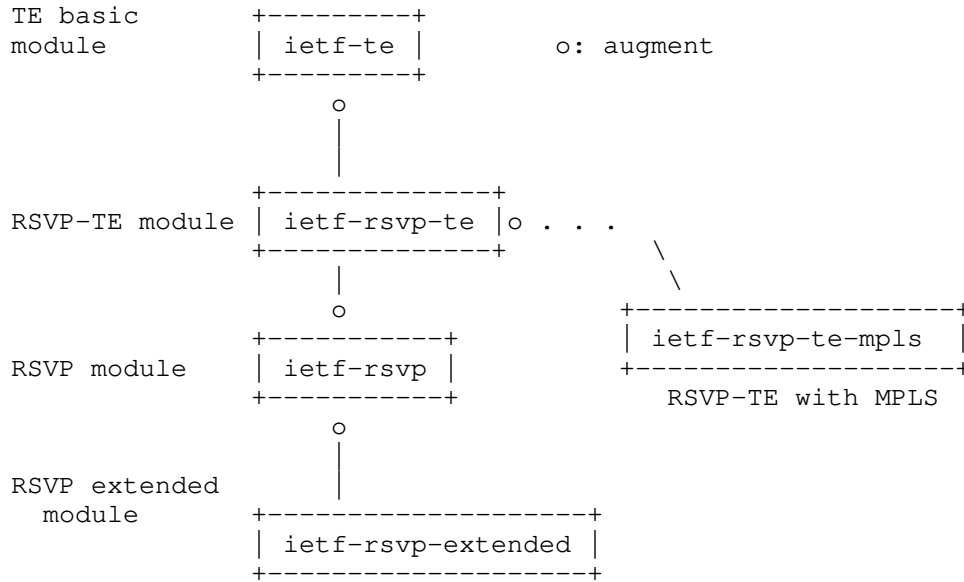 TE basic       +---------+
module         | ietf-te |        o: augment
               +---------+
                    o
                    |
                    |
               +--------------+
RSVP-TE module | ietf-rsvp-te |o . . .
               +--------------+         \
                    |                    \
                    o                 +--------------------+
               +-----------+          | ietf-rsvp-te-mpls  |
RSVP module    | ietf-rsvp |          +--------------------+
               +-----------+            RSVP-TE with MPLS
                    o
                    |
RSVP extended       |
  module       +--------------------+
               | ietf-rsvp-extended |
               +--------------------+